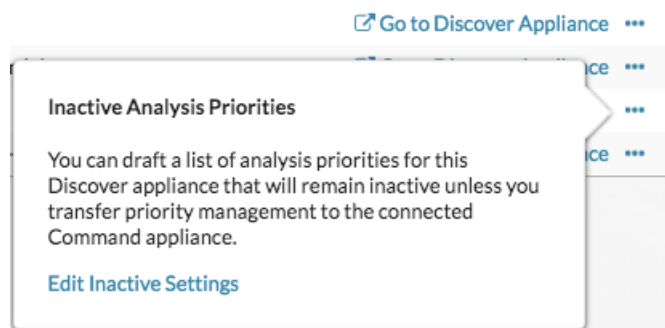 Go to Discover Appliance •••
ce •••
Inactive Analysis Priorities •••
You can draft a list of analysis priorities for this ce •••
Discover appliance that will remain inactive unless you
transfer priority management to the connected
Command appliance.
Edit Inactive Settings